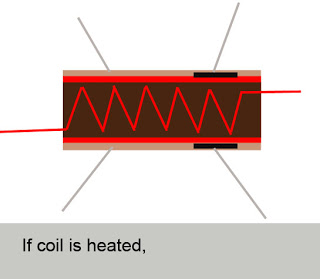 If coil is heated,